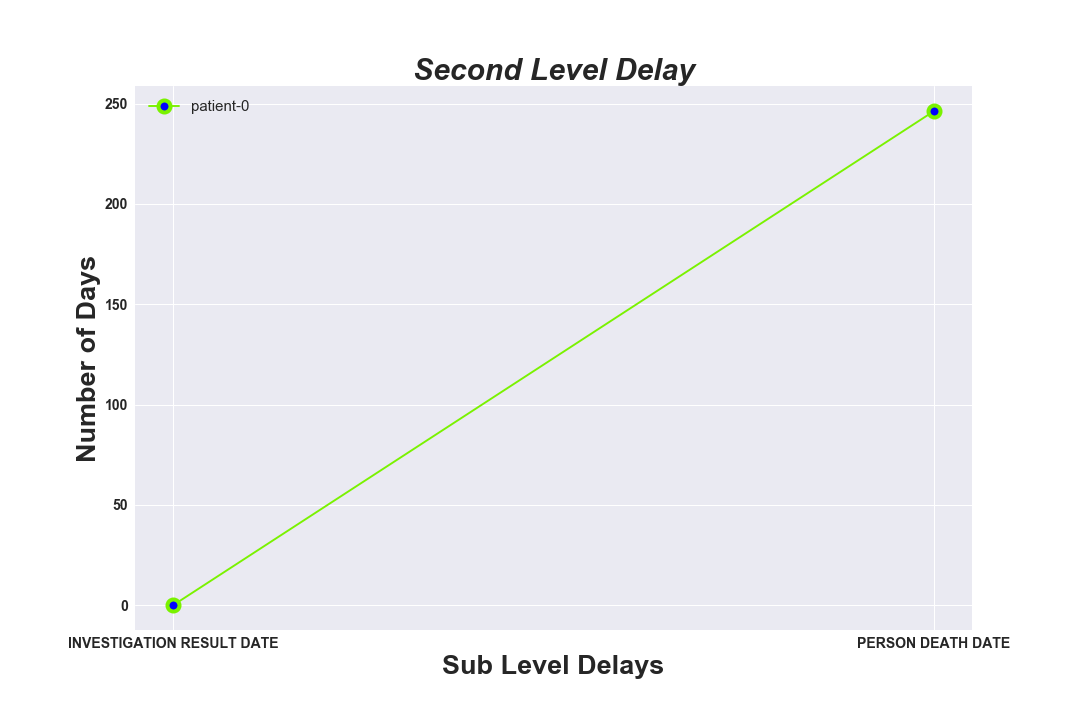 Second Level Delay
patient-0
250
200
150
100
50
0
Number of Days
INVESTIGATION RESULT DATE
PERSON DEATH DATE
Sub Level Delays